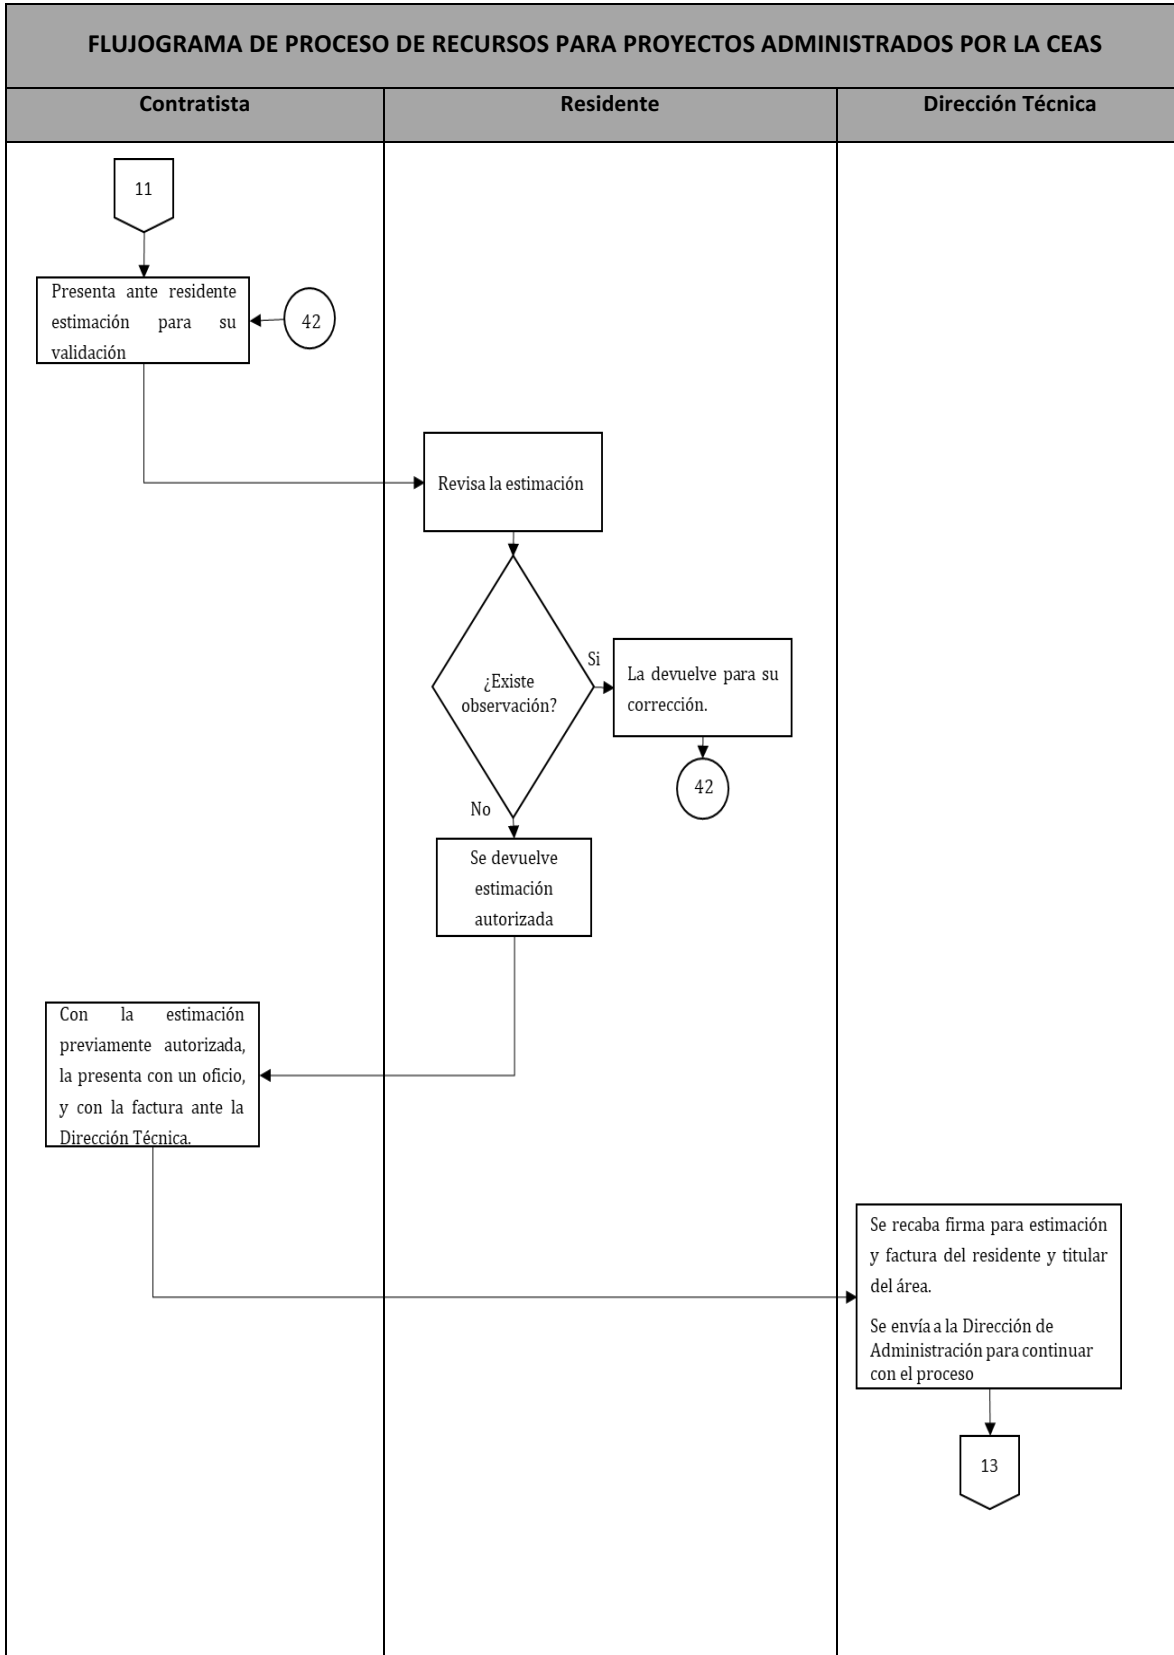 FLUJOGRAMA DE PROCESO DE RECURSOS PARA PROYECTOS ADMINISTRADOS POR LA CEAS
Contratista
Residente
Dirección Técnica
11
Presenta ante residente
estimación para su
validación
42
Revisa la estimación
¿Existe
observación?
Si
La devuelve para su
corrección.
42
No
Se devuelve
estimación
autorizada
Con la estimación
previamente autorizada,
la presenta con un oficio,
y con la factura ante la
Dirección Técnica.
Se recaba firma para estimación
y factura del residente y titular
del área.
Se envía a la Dirección de
Administración para continuar
con el proceso
13